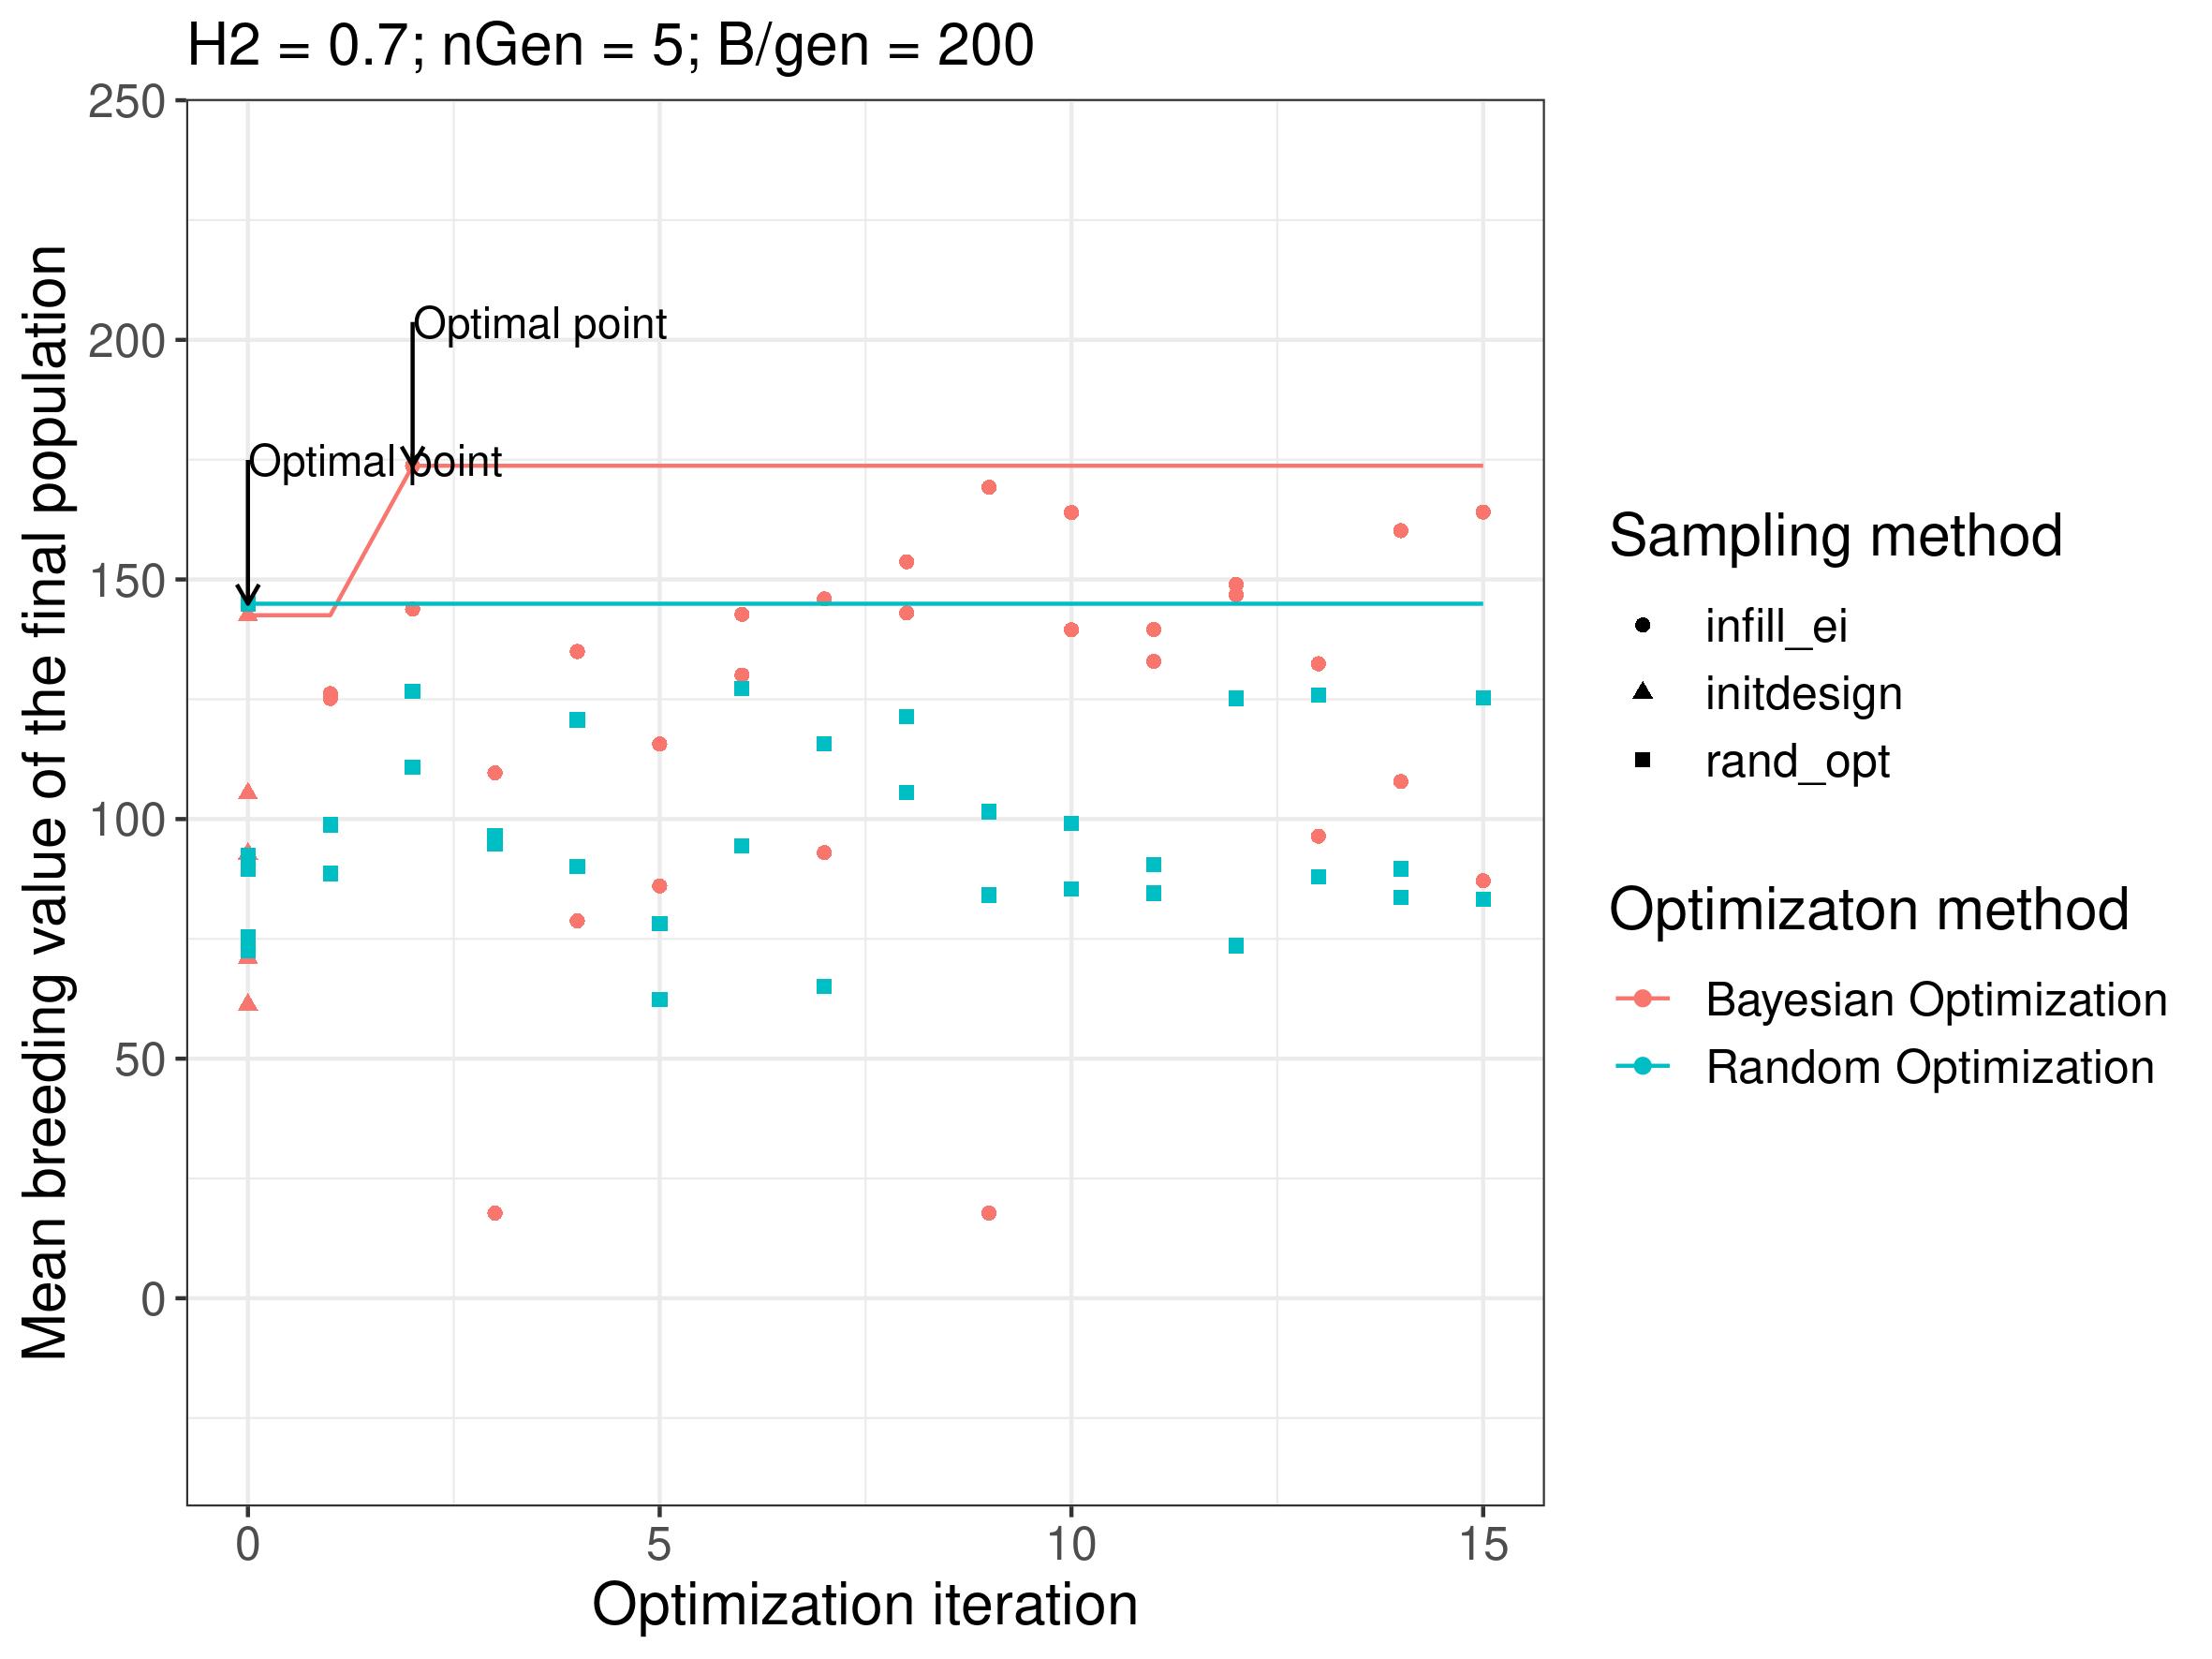 H2 = 0.7; nGen = 5; B/gen = 200
Mean breeding value of the final population
250
200
150
100
50
0
Optimal point
Optimal point
0 5 10 15
Optimization iteration
Sampling method
infill_ei
initdesign
rand_opt
Optimizaton method
Bayesian Optimization
Random Optimization